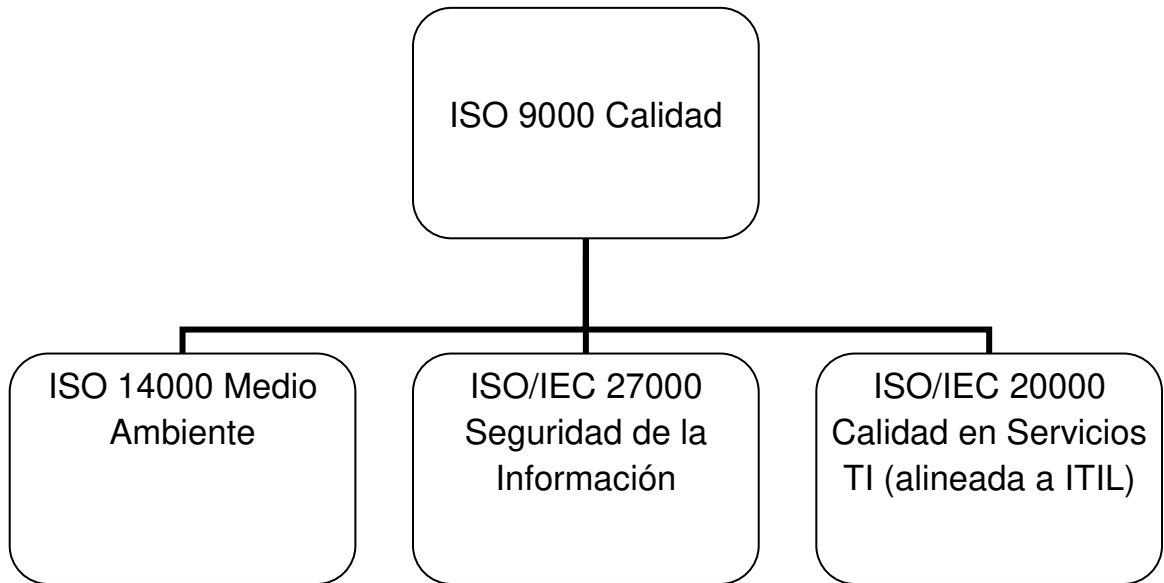 ISO 9000 Calidad
ISO 14000 Medio
Ambiente
ISO/IEC 27000
Seguridad de la
Información
ISO/IEC 20000
Calidad en Servicios
TI (alineada a ITIL)